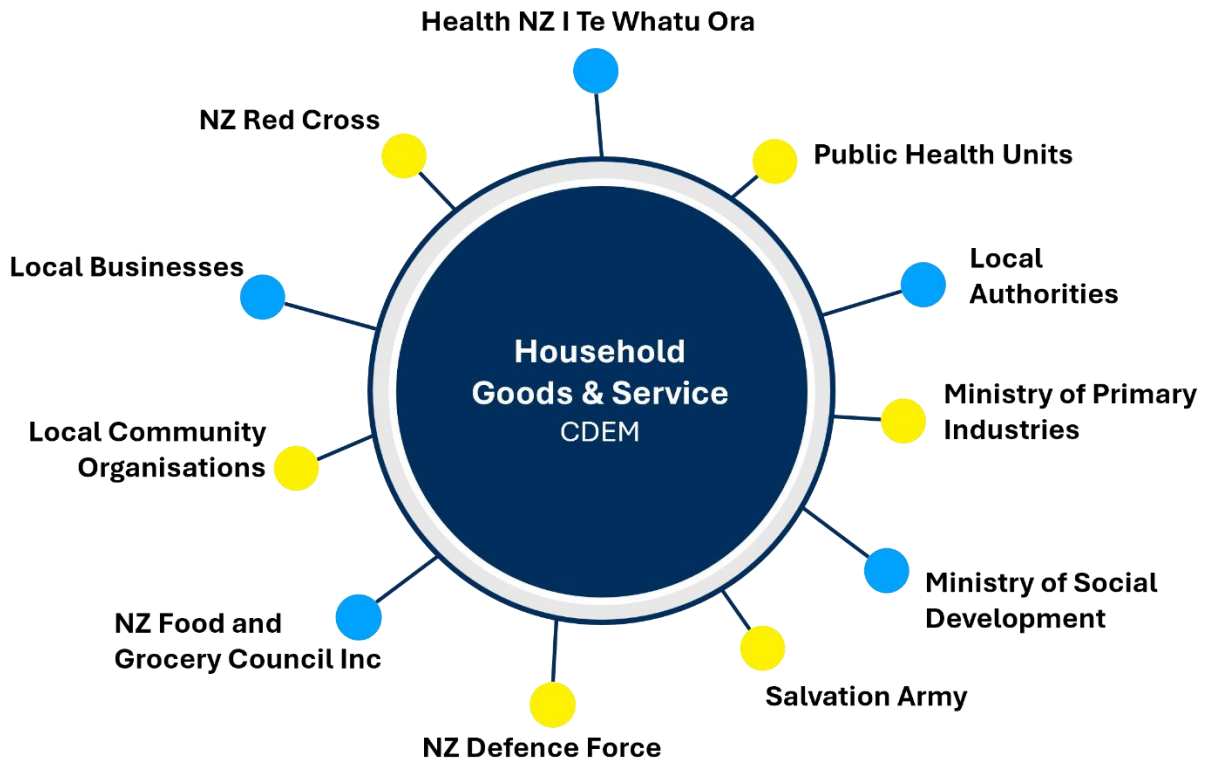 Health NZ I Te Whatu Ora
NZ Red Cross
Public Health Units
Local Businesses
Local
Authorities
Household
Goods & Service
CDEM
Ministry of Primary
Industries
Local Community
Organisations
Ministry of Social
Development
NZ Food and
Grocery Council Inc
Salvation Army
NZ Defence Force